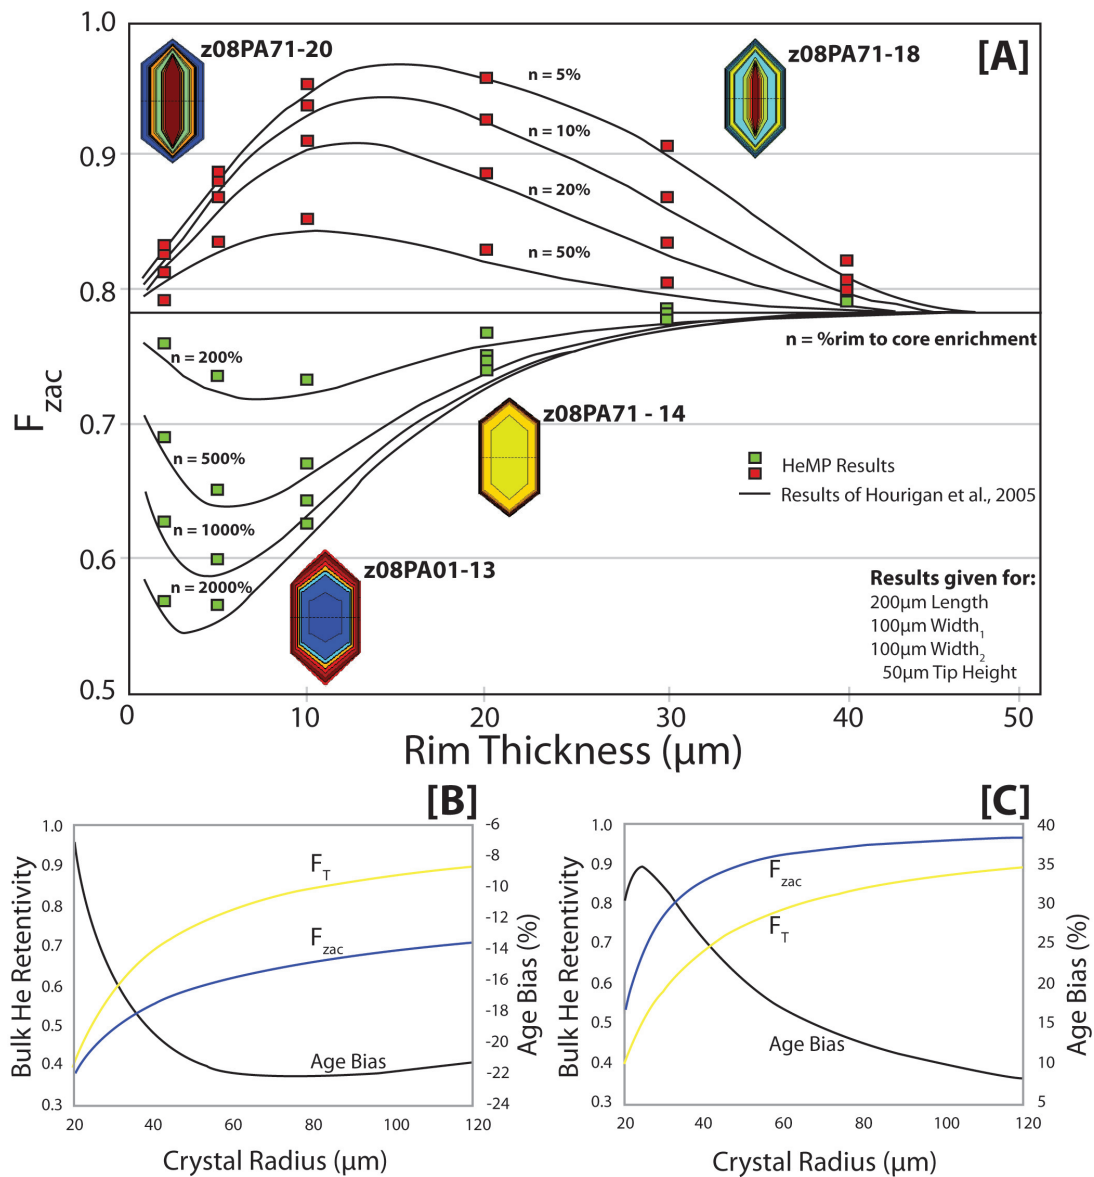 [A]
1.0
0.9
0.8
0.7
0.6
0.5
F zac
z08PA71-20
z08PA71-18
n = 5%
n = 10%
n = 20%
n = 50%
n = %rim to core enrichment
n = 200%
n = 500%
n = 1000%
n = 2000%
z08PA71 - 14
z08PA01-13
HeMP Results
Results of Hourigan et al., 2005
Results given for:
200µm Length
100µm Width1
100µm Width2
50µm Tip Height
0 10 20 30 40 50
Rim Thickness (µm)
[B]
1.0
0.9
0.8
0.7
0.6
0.5
0.4
0.3
Bulk He Retentivity
FT
Fzac
Age Bias
-6
-8
-10
-12
-14
-16
-18
-20
-22
-24
Age Bias (%)
20 40 60 80 100 120
Crystal Radius (µm)
[C]
1.0
0.9
0.8
0.7
0.6
0.5
0.4
0.3
Bulk He Retentivity
Fzac
FT
Age Bias
40
35
30
25
20
15
10
5
Age Bias (%)
20 40 60 80 100 120
Crystal Radius (µm)